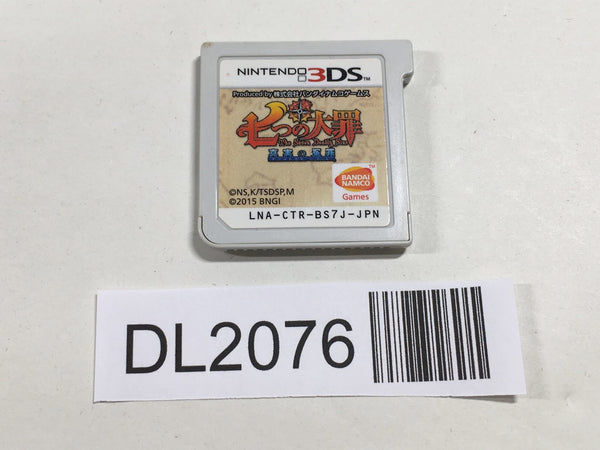 NINTENDO 3DS™
Produced by 株式会社バンダイナムコゲームス
七つの大罪
The Seven Deadly Sins
真実の冤罪
BANDAI
NAMCO
Games
©NS,K/TSDSP,M
©2015 BNGI
LNA-CTR-BS7J-JPN
DL2076